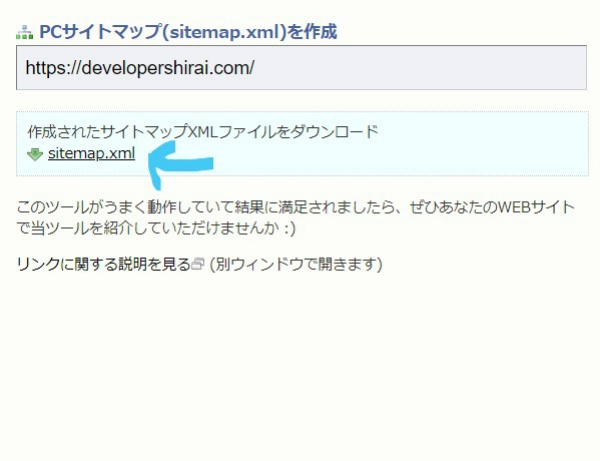 PCサイトマップ(sitemap.xml)を作成
https://developershirai.com/
作成されたサイトマップXMLファイルをダウンロード
sitemap.xml
このツールがうまく動作していて結果に満足されましたら、ぜひあなたのWEBサイト
で当ツールを紹介していただけませんか :)
リンクに関する説明を見る (別ウィンドウで開きます)